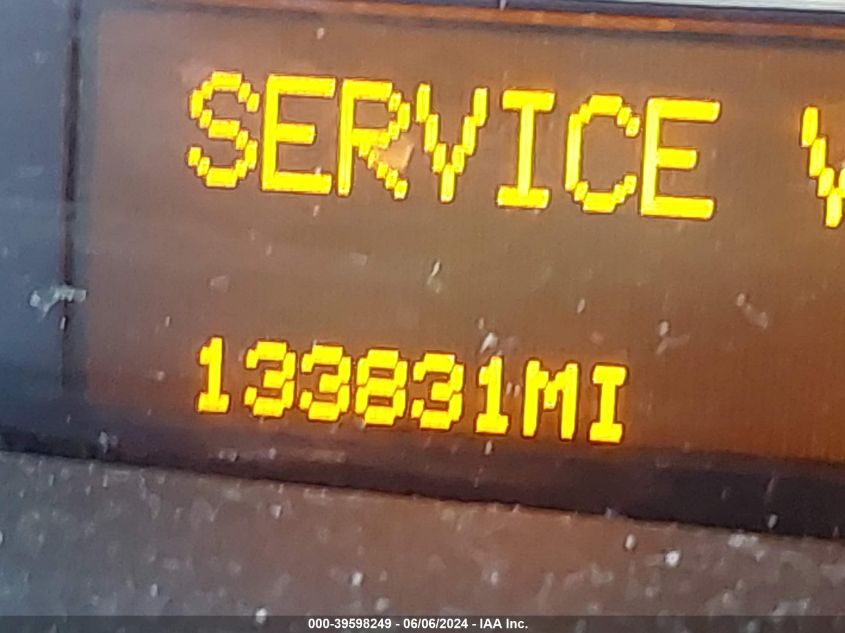 SERVICE V
133831MI
000-39598249 - 06/06/2024 - IAA Inc.